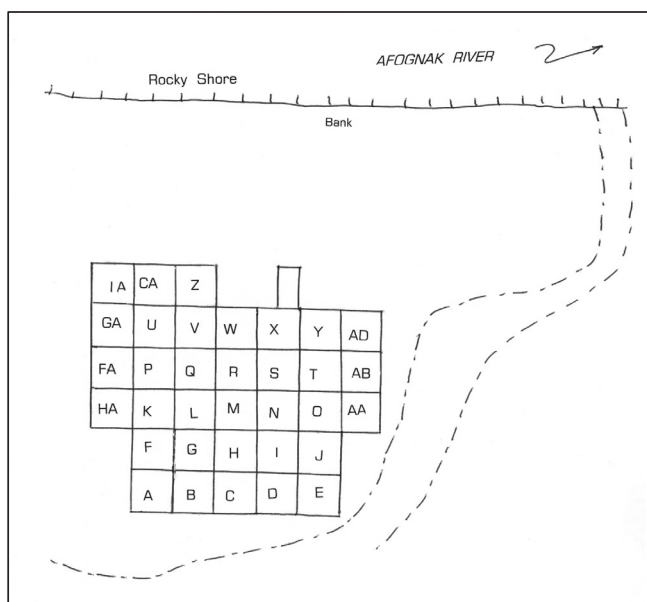 AFOGNAK RIVER
Rocky Shore
Bank
IA CA Z
GA U V W X Y AD
FA P Q R S T AB
HA K L M N O AA
F G H I J
A B C D E